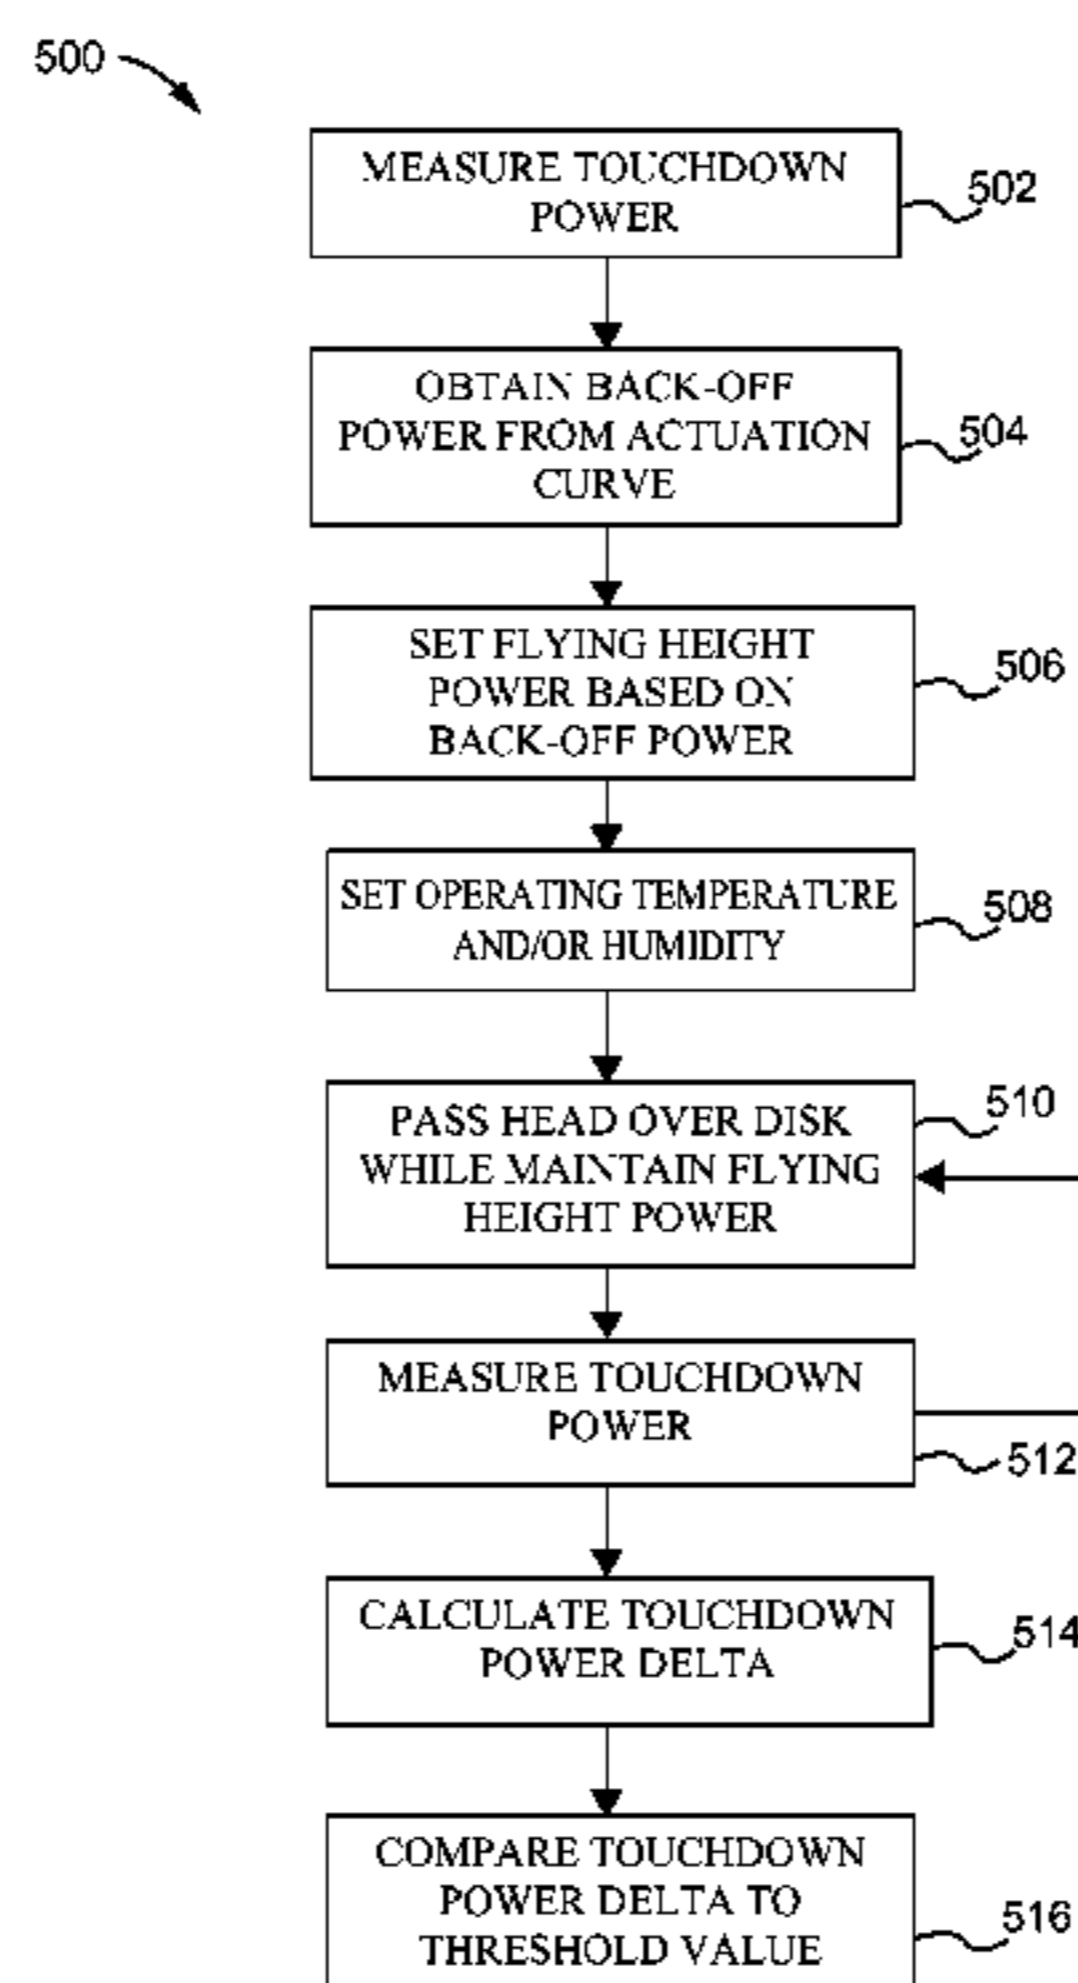 500
MEASURE TOUCHDOWN
POWER
502
OBTAIN BACK-OFF
POWER FROM ACTUATION
CURVE
504
SET FLYING HEIGHT
POWER BASED ON
BACK-OFF POWER
506
SET OPERATING TEMPERATURE
AND/OR HUMIDITY
508
PASS HEAD OVER DISK
WHILE MAINTAIN FLYING
HEIGHT POWER
510
MEASURE TOUCHDOWN
POWER
512
CALCULATE TOUCHDOWN
POWER DELTA
514
COMPARE TOUCHDOWN
POWER DELTA TO
THRESHOLD VALUE
516